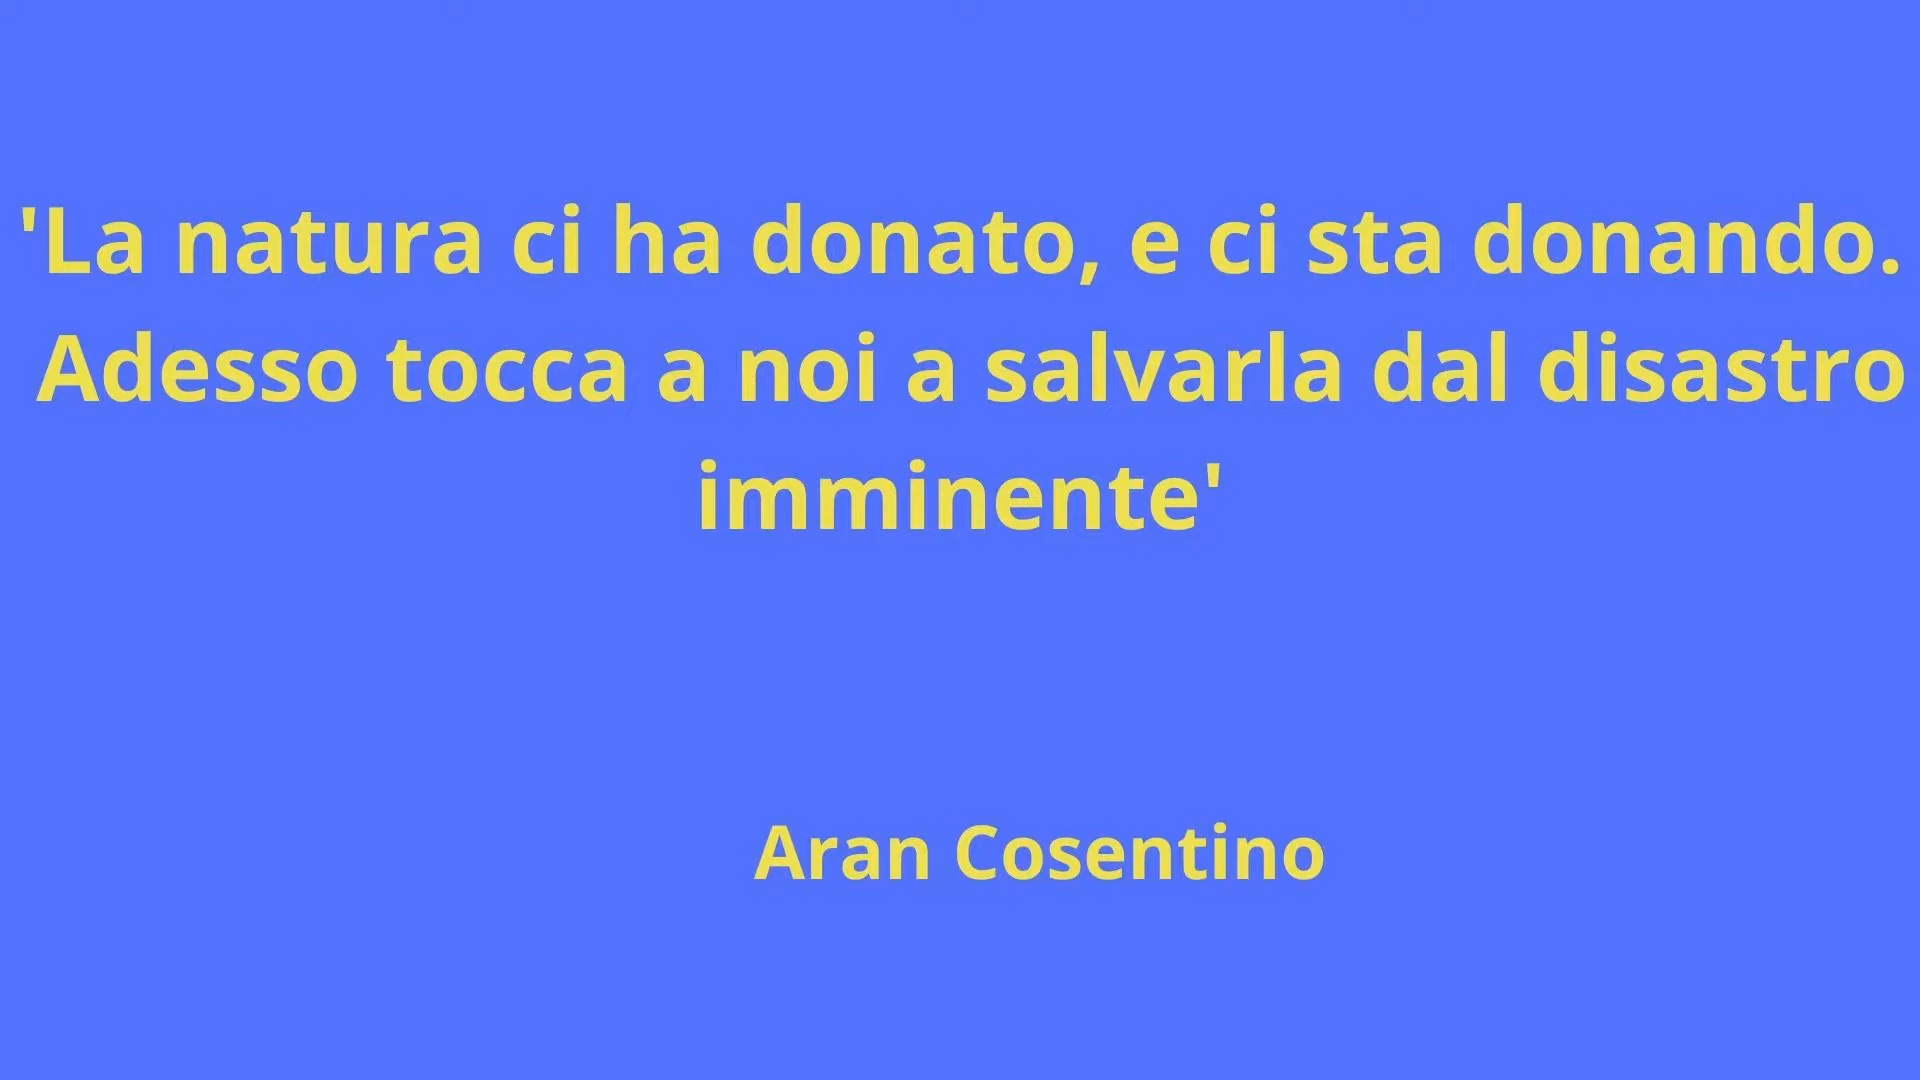 'La natura ci ha donato, e ci sta donando.
Adesso tocca a noi a salvarla dal disastro
imminente'
Aran Cosentino